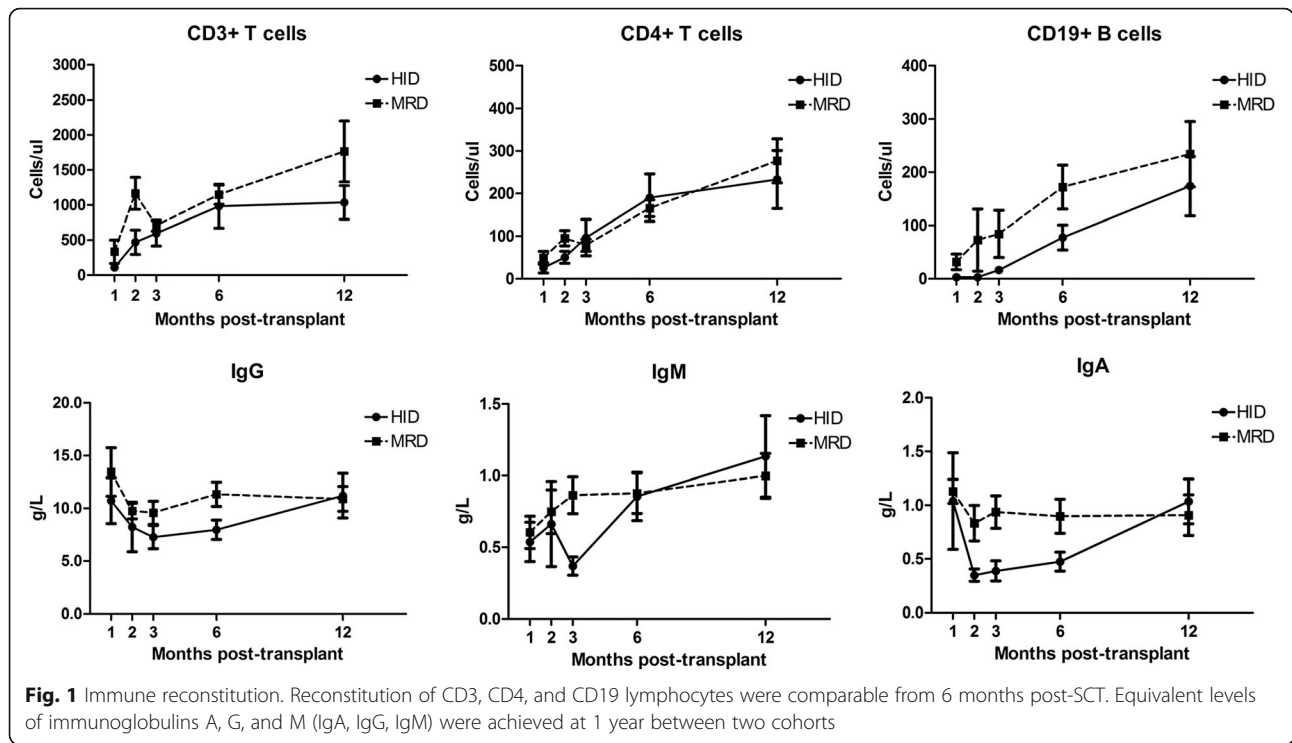 CD3+ T cells
3000
2500
2000
1500
1000
500
0
Cells/ul
HID
MRD
1 2 3 6 12
Months post-transplant
CD4+ T cells
500
400
300
200
100
0
HID
MRD
1 2 3 6 12
Months post-transplant
CD19+ B cells
400
300
200
100
0
HID
MRD
1 2 3 6 12
Months post-transplant
IgG
20.0
15.0
10.0
5.0
0.0
g/L
HID
MRD
1 2 3 6 12
Months post-transplant
IgM
1.5
1.0
0.5
0.0
HID
MRD
1 2 3 6 12
Months post-transplant
IgA
2.0
1.5
1.0
0.5
0.0
HID
MRD
1 2 3 6 12
Months post-transplant
Fig. 1 Immune reconstitution. Reconstitution of CD3, CD4, and CD19 lymphocytes were comparable from 6 months post-SCT. Equivalent levels
of immunoglobulins A, G, and M (IgA, IgG, IgM) were achieved at 1 year between two cohorts